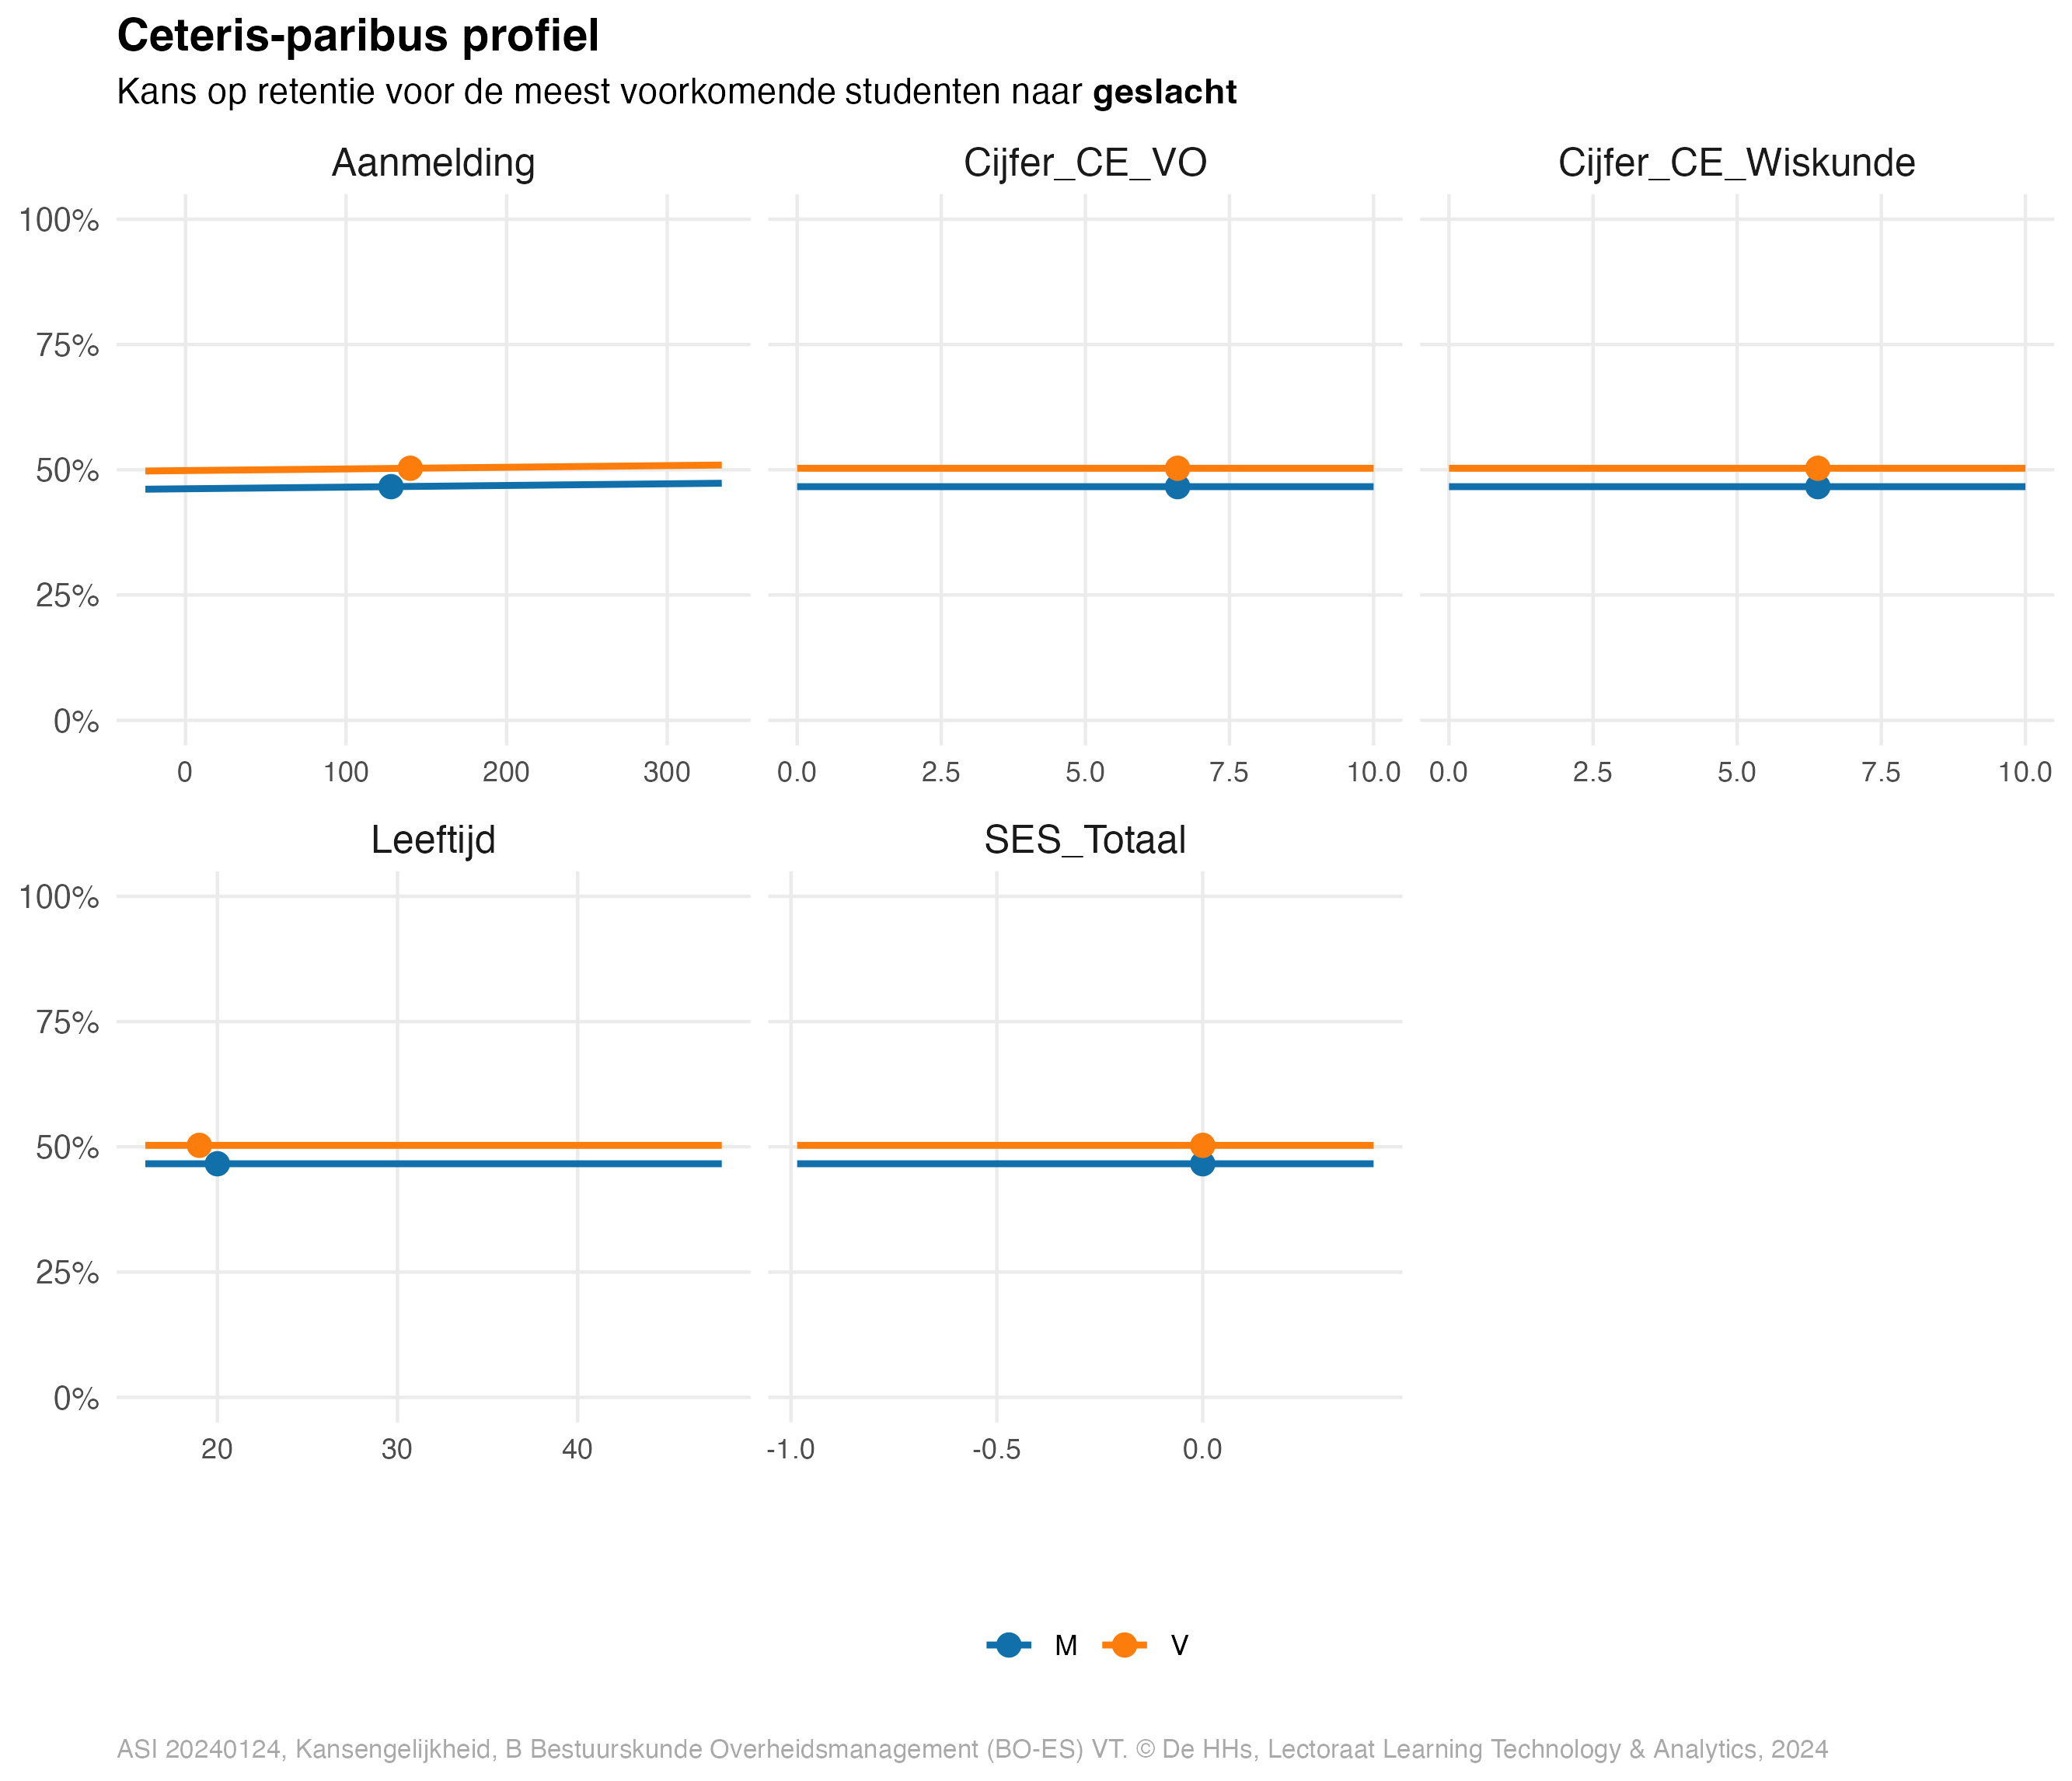 Ceteris-paribus profiel
Kans op retentie voor de meest voorkomende studenten naar geslacht
Aanmelding
Cijfer_CE_VO
Cijfer_CE_Wiskunde
100%
75%
50%
25%
0%
0 100 200 300
0.0 2.5 5.0 7.5 10.0
0.0 2.5 5.0 7.5 10.0
Leeftijd
SES_Totaal
100%
75%
50%
25%
0%
20 30 40
-1.0 -0.5 0.0
M V
ASI 20240124, Kansengelijkheid, B Bestuurskunde Overheidsmanagement (BO-ES) VT. © De HHs, Lectoraat Learning Technology & Analytics, 2024